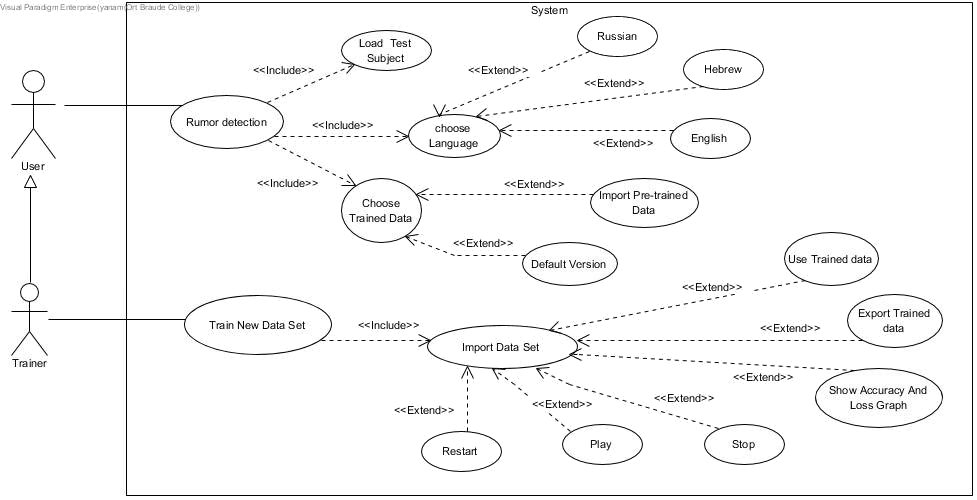 Visual Paradigm Enterprise(yanam(Ort Braude College))
System
Russian
Load Test
Subject
<<Include>>
<<Extend>>
Hebrew
<<Extend>>
Rumor detection
<<Include>>
choose
Language
English
<<Extend>>
User
<<Include>>
<<Extend>>
Import Pre-trained
Data
Choose
Trained Data
<<Extend>>
Default Version
Use Trained data
<<Extend>>
Train New Data Set
<<Include>>
Import Data Set
<<Extend>>
Export Trained
data
Trainer
<<Extend>>
Show Accuracy And
Loss Graph
<<Extend>>
<<Extend>>
<<Extend>>
Restart
Play
Stop